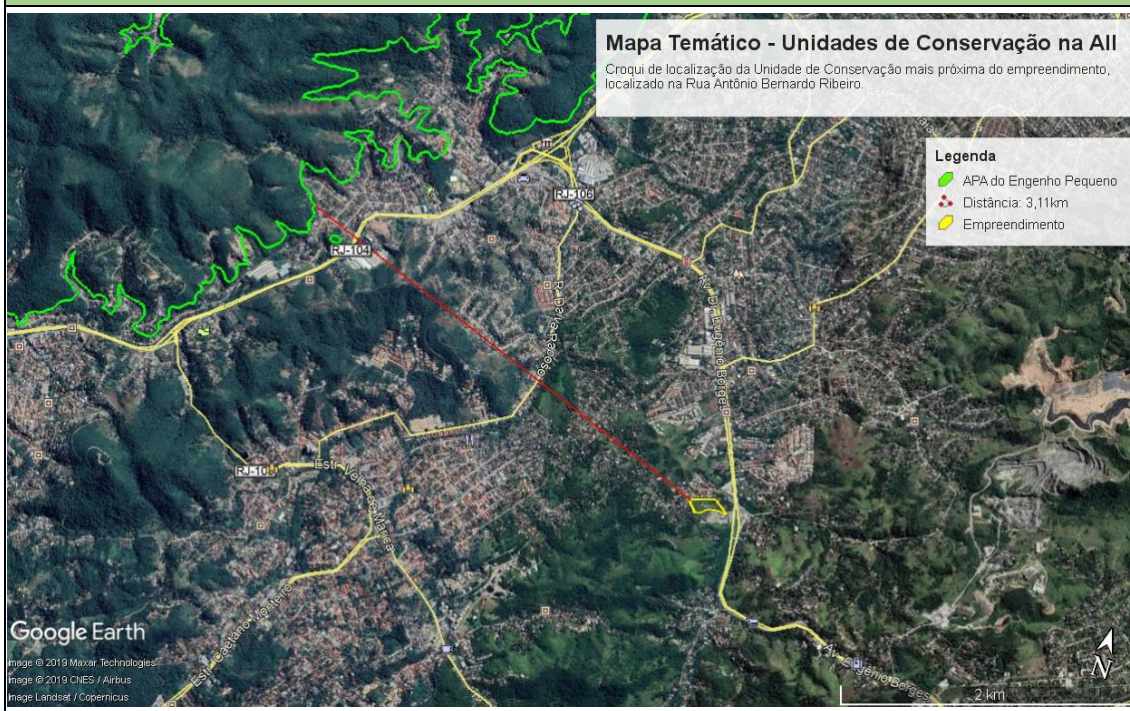 Mapa Temático - Unidades de Conservação na AII
Croqui de localização da Unidade de Conservação mais próxima do empreendimento,
localizado na Rua Antônio Bernardo Ribeiro.
Legenda
APA do Engenho Pequeno
Distância: 3,11km
Empreendimento
RJ-106
RJ-104
Av. Dr. Eugênio Borge
RJ-10
Estr. Caetano Monteiro
Av. Eugênio Borges
Google Earth
Image © 2019 Maxar Technologies
Image © 2019 CNES / Airbus
Image Landsat / Copernicus
N
2 km